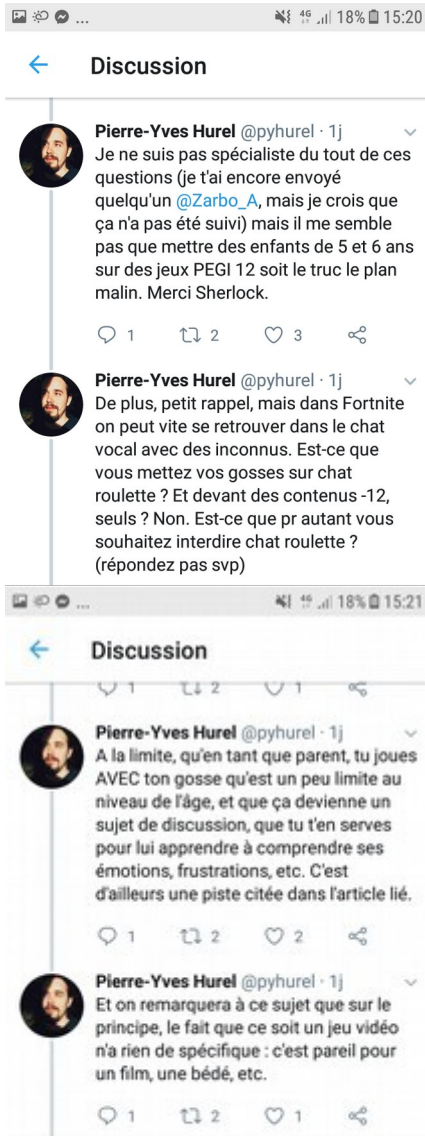 ... 4G 18% 15:20
Discussion
Pierre-Yves Hurel @pyhurel · 1j
Je ne suis pas spécialiste du tout de ces
questions (je t'ai encore envoyé
quelqu'un @Zarbo_A, mais je crois que
ça n'a pas été suivi) mais il me semble
pas que mettre des enfants de 5 et 6 ans
sur des jeux PEGI 12 soit le truc le plan
malin. Merci Sherlock.
1 2 3
Pierre-Yves Hurel @pyhurel · 1j
De plus, petit rappel, mais dans Fortnite
on peut vite se retrouver dans le chat
vocal avec des inconnus. Est-ce que
vous mettez vos gosses sur chat
roulette ? Et devant des contenus -12,
seuls ? Non. Est-ce que pr autant vous
souhaitez interdire chat roulette ?
(répondez pas svp)
... 4G 18% 15:21
Discussion
1 2 1
Pierre-Yves Hurel @pyhurel · 1j
A la limite, qu'en tant que parent, tu joues
AVEC ton gosse qu'est un peu limite au
niveau de l'âge, et que ça devienne un
sujet de discussion, que tu t'en serves
pour lui apprendre à comprendre ses
émotions, frustrations, etc. C'est
d'ailleurs une piste citée dans l'article lié.
1 2 2
Pierre-Yves Hurel @pyhurel · 1j
Et on remarquera à ce sujet que sur le
principe, le fait que ce soit un jeu vidéo
n'a rien de spécifique : c'est pareil pour
un film, une bédé, etc.
1 2 1